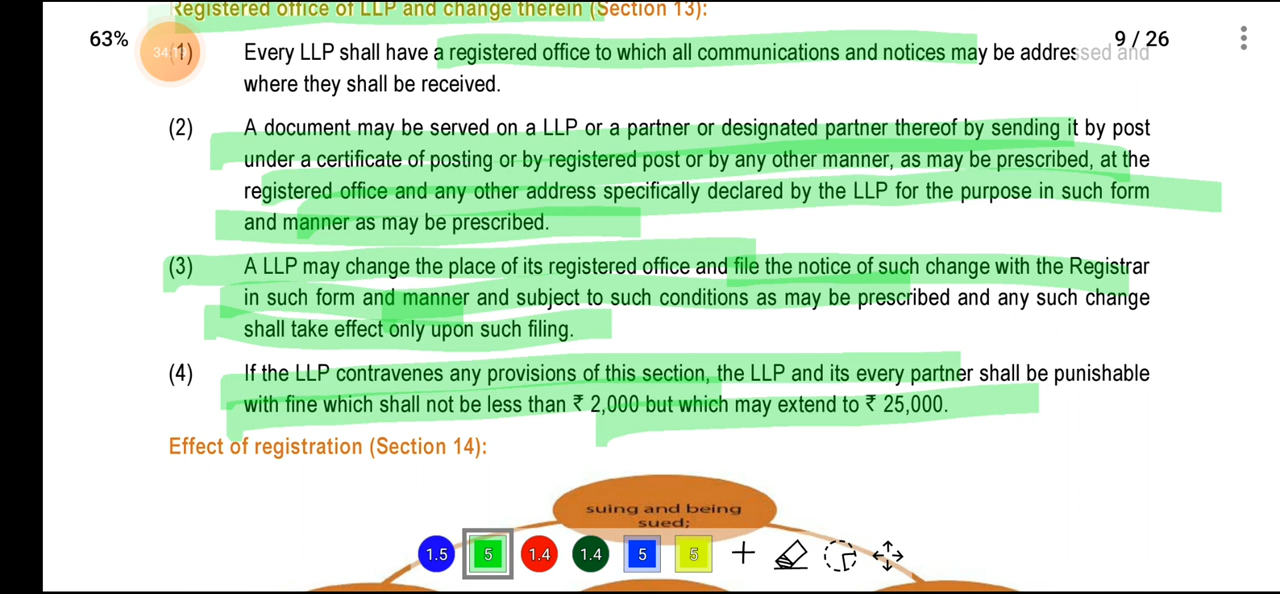 Registered office of LLP and change therein (Section 13):
63%
9 / 26
34:19
(1) Every LLP shall have a registered office to which all communications and notices may be addressed and
where they shall be received.
(2) A document may be served on a LLP or a partner or designated partner thereof by sending it by post
under a certificate of posting or by registered post or by any other manner, as may be prescribed, at the
registered office and any other address specifically declared by the LLP for the purpose in such form
and manner as may be prescribed.
(3) A LLP may change the place of its registered office and file the notice of such change with the Registrar
in such form and manner and subject to such conditions as may be prescribed and any such change
shall take effect only upon such filing.
(4) If the LLP contravenes any provisions of this section, the LLP and its every partner shall be punishable
with fine which shall not be less than ₹ 2,000 but which may extend to ₹ 25,000.
Effect of registration (Section 14):
suing and being
sued;
1.5 5 1.4 1.4 5 5